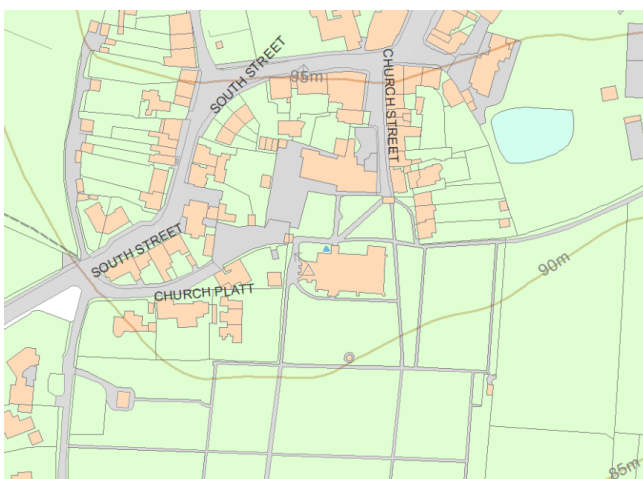 SOUTH STREET
95m
CHURCH STREET
SOUTH STREET
90m
CHURCH PLATT
85m